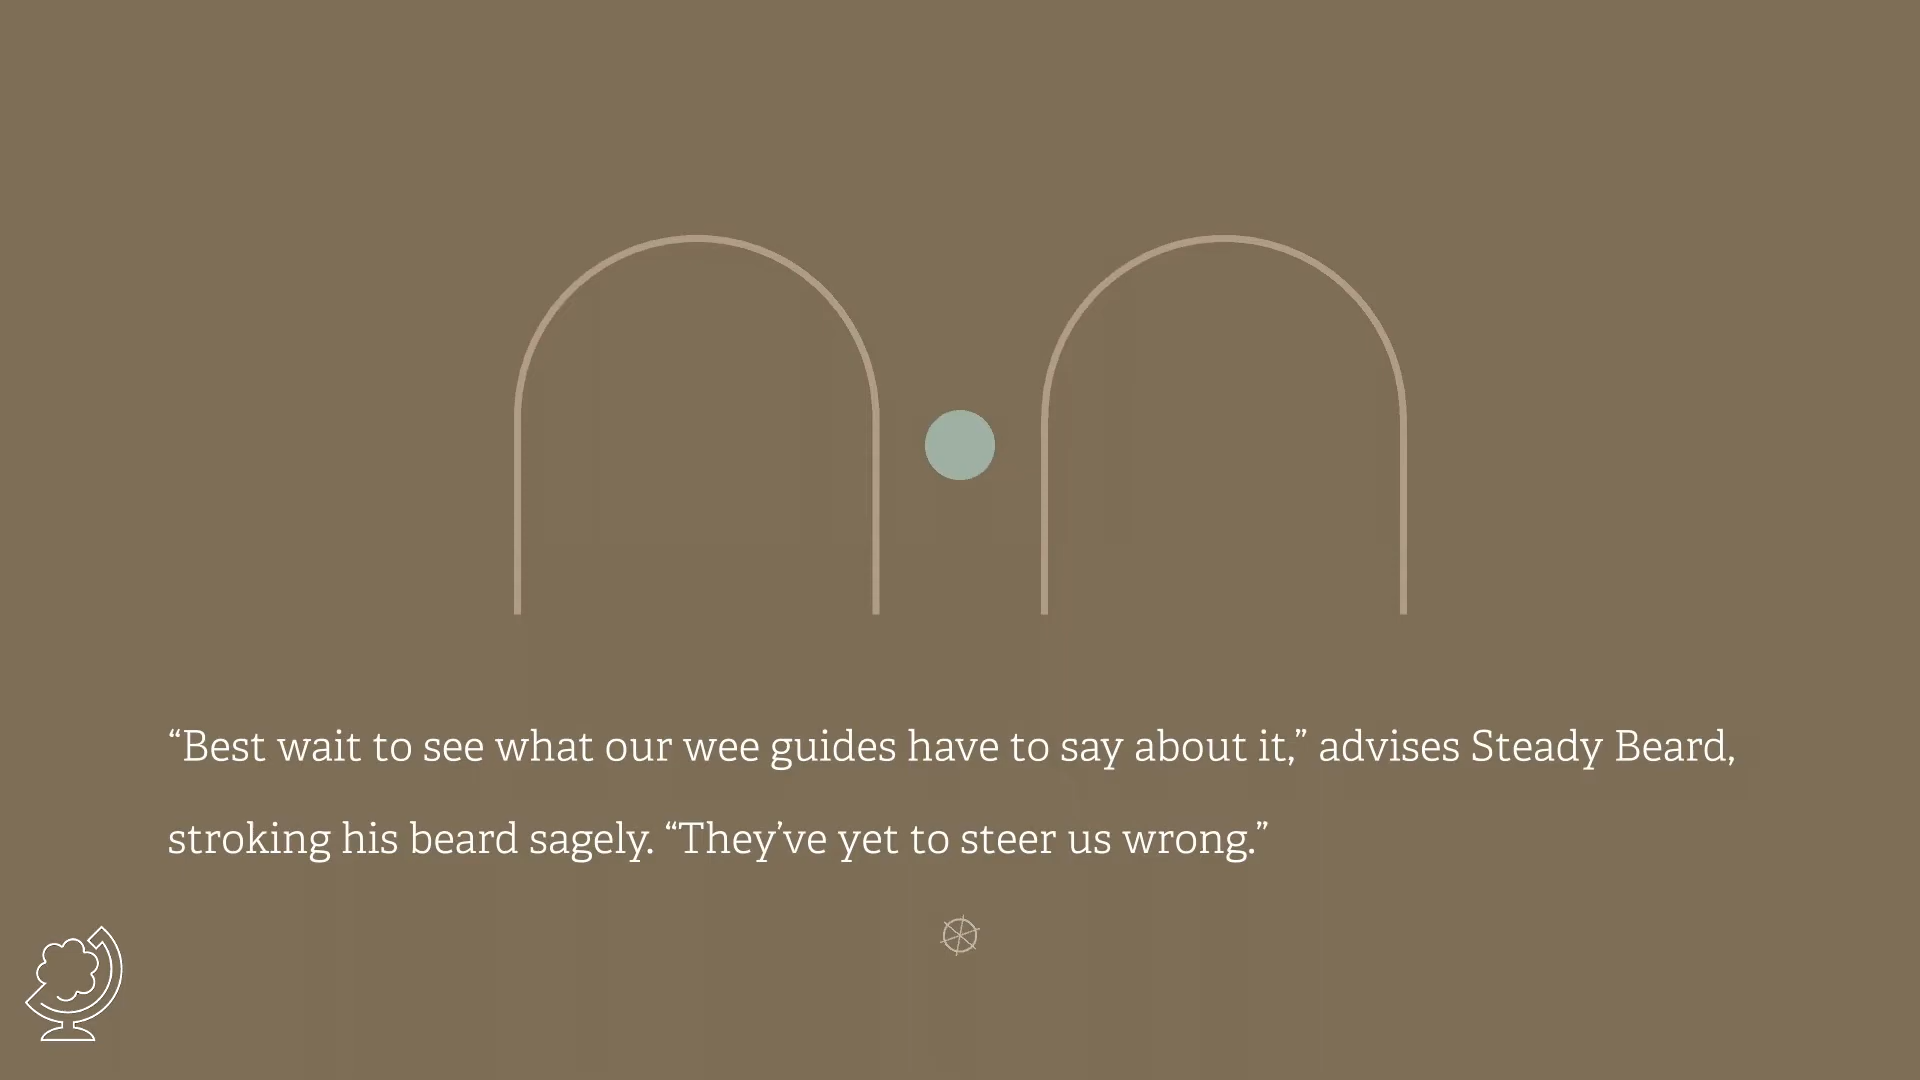 “Best wait to see what our wee guides have to say about it,” advises Steady Beard,
stroking his beard sagely. “They’ve yet to steer us wrong.”